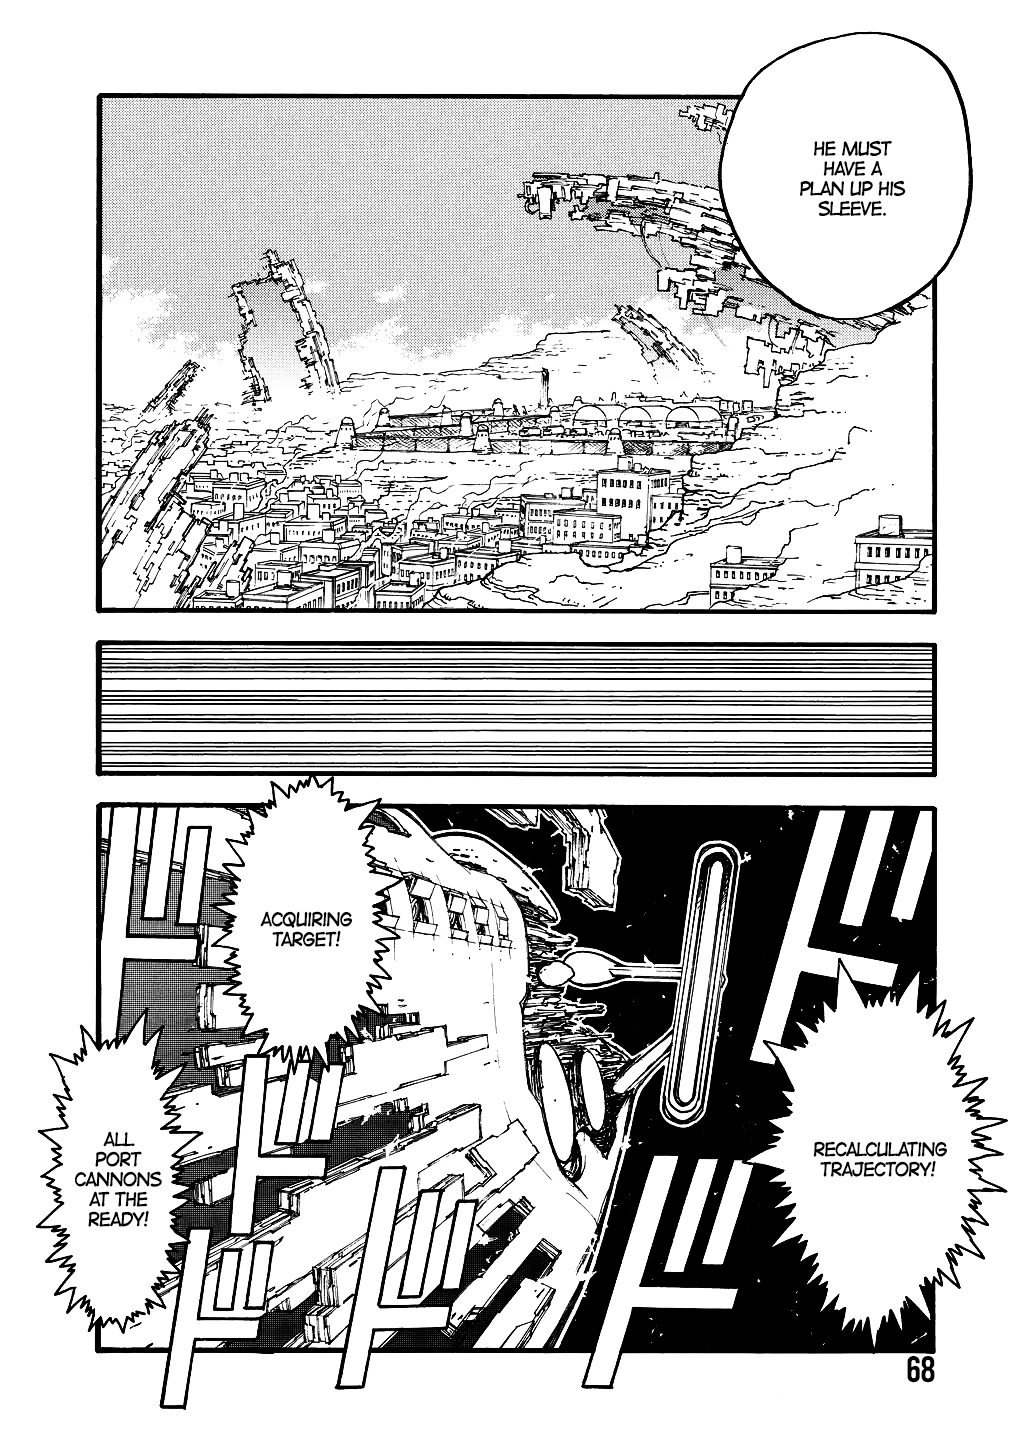 HE MUST
HAVE A
PLAN UP HIS
SLEEVE.
RECALCULATING
TRAJECTORY!
ACQUIRING
TARGET!
ALL
PORT
CANNONS
AT THE
READY!
ド
ド
ド
ド
ド
ド
68